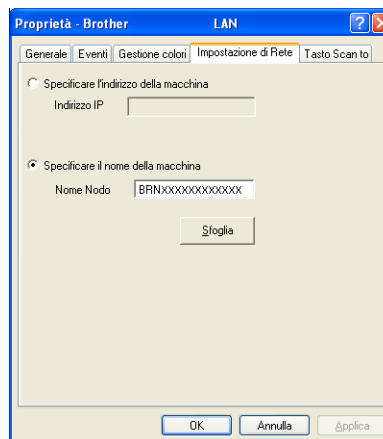 Proprietà - Brother LAN
Generale Eventi Gestione colori Impostazione di Rete Tasto Scan to
Specificare l'indirizzo della macchina
Indirizzo IP
Specificare il nome della macchina
Nome Nodo BRNXXXXXXXXXXXX
Sfoglia
OK Annulla Applica